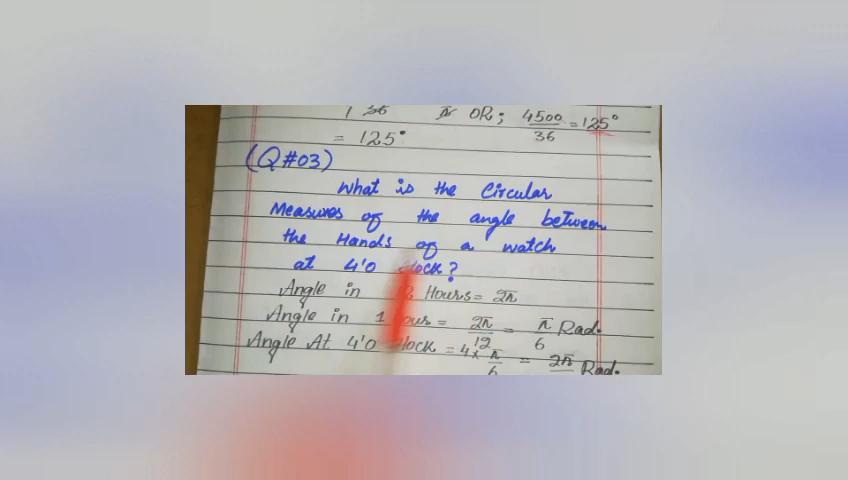 OR; 4500/36 = 125°
= 125°
(Q#03)
What is the Circular
Measures of the angle between
the Hands of a watch
at 4'O clock?
Angle in Hours = 2π
Angle in 1 = 2π/12 = π/6 Rad.
Angle At 4'O clock = 4 × π/6 = 2π Rad.